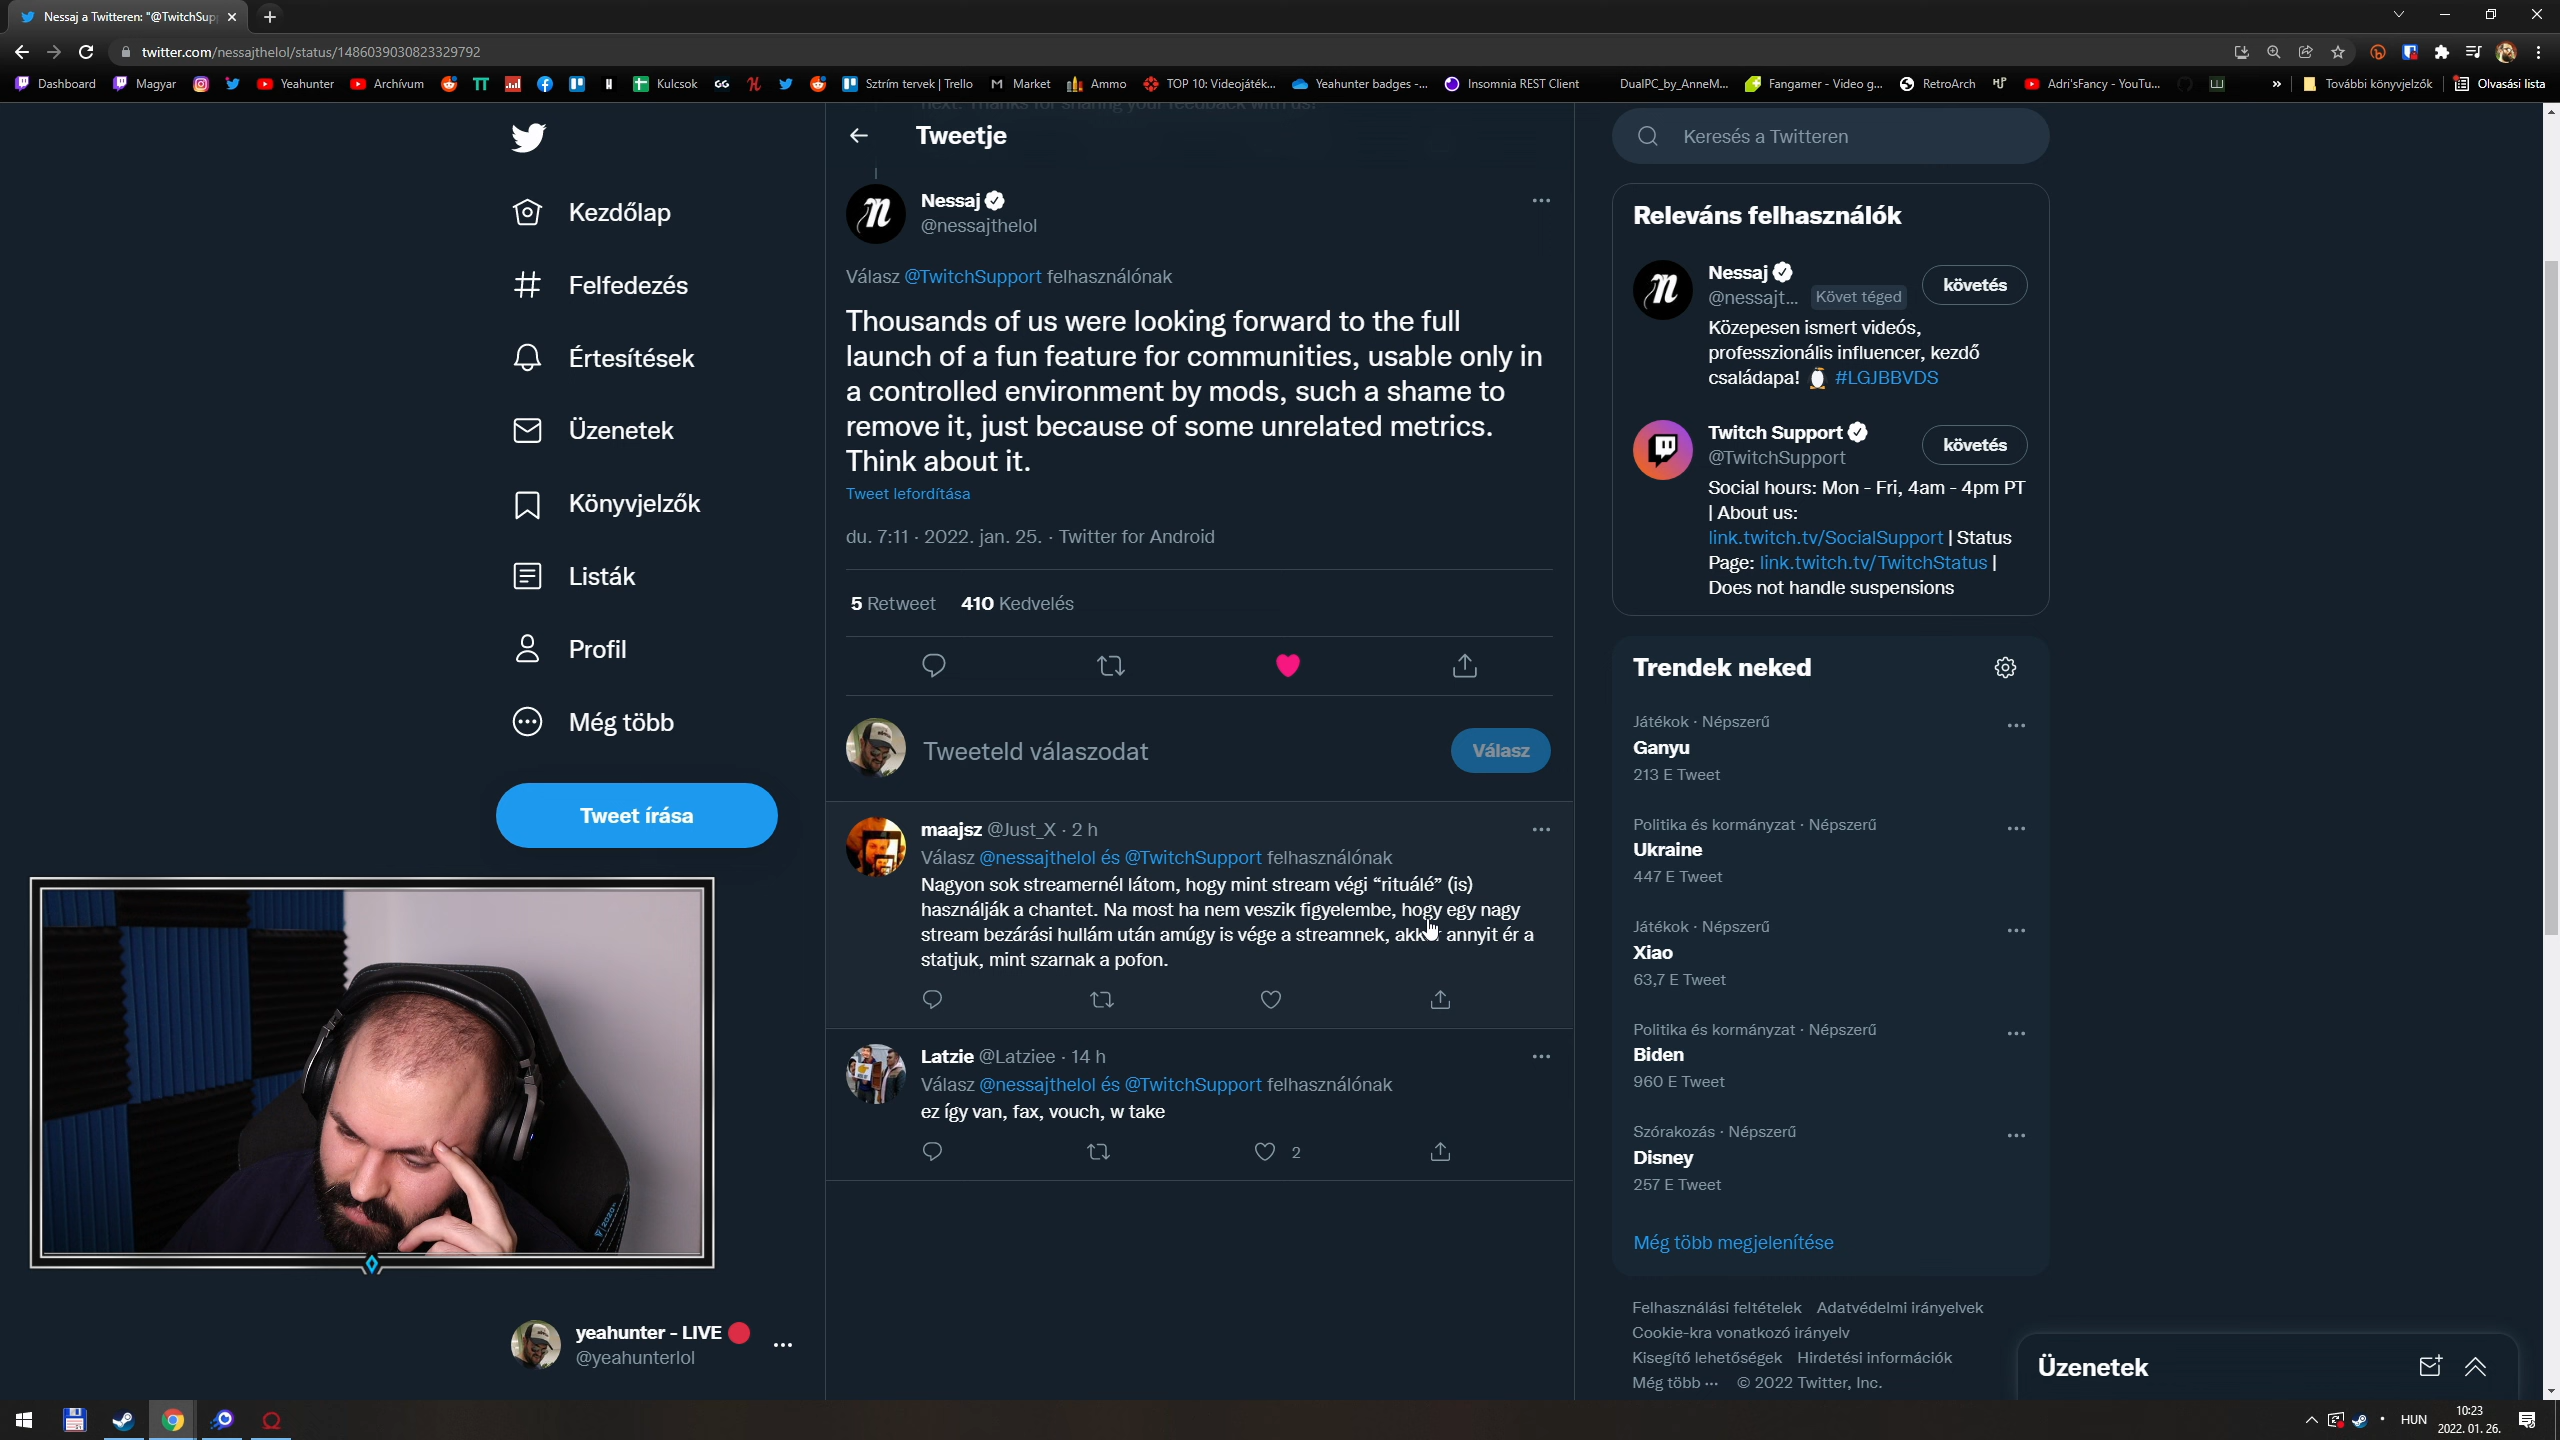 Nessaj a Twitteren: "@TwitchSup
twitter.com/nessajthelol/status/1486039030823329792
Dashboard
Magyar
Yeahunter
Archívum
Kulcsok
Sztrím tervek | Trello
Market
Ammo
TOP 10: Videojáték...
Yeahunter badges -...
Insomnia REST Client
DualPC_by_AnneM...
Fangamer - Video g...
RetroArch
Adri'sFancy - YouTu...
»
További könyvjelzők
Olvasási lista
next. Thanks for sharing your feedback with us!
Tweetje
Kezdőlap
Felfedezés
Értesítések
Üzenetek
Könyvjelzők
Listák
Profil
Még több
Tweet írása
yeahunter - LIVE
@yeahunterlol
Nessaj
@nessajthelol
Válasz @TwitchSupport felhasználónak
Thousands of us were looking forward to the full
launch of a fun feature for communities, usable only in
a controlled environment by mods, such a shame to
remove it, just because of some unrelated metrics.
Think about it.
Tweet lefordítása
du. 7:11 · 2022. jan. 25. · Twitter for Android
5 Retweet 410 Kedvelés
Tweeteld válaszodat
Válasz
maajsz @Just_X · 2 h
Válasz @nessajthelol és @TwitchSupport felhasználónak
Nagyon sok streamernél látom, hogy mint stream végi “rituálé” (is)
használják a chantet. Na most ha nem veszik figyelembe, hogy egy nagy
stream bezárási hullám után amúgy is vége a streamnek, akkor annyit ér a
statjuk, mint szarnak a pofon.
Latzie @Latziee · 14 h
Válasz @nessajthelol és @TwitchSupport felhasználónak
ez így van, fax, vouch, w take
2
Keresés a Twitteren
Releváns felhasználók
Nessaj
@nessajt... Követ téged
követés
Közepesen ismert videós,
professzionális influencer, kezdő
családapa! #LGJBBVDS
Twitch Support
@TwitchSupport
követés
Social hours: Mon - Fri, 4am - 4pm PT
| About us:
link.twitch.tv/SocialSupport | Status
Page: link.twitch.tv/TwitchStatus |
Does not handle suspensions
Trendek neked
Játékok · Népszerű
Ganyu
213 E Tweet
Politika és kormányzat · Népszerű
Ukraine
447 E Tweet
Játékok · Népszerű
Xiao
63,7 E Tweet
Politika és kormányzat · Népszerű
Biden
960 E Tweet
Szórakozás · Népszerű
Disney
257 E Tweet
Még több megjelenítése
Felhasználási feltételek Adatvédelmi irányelvek
Cookie-kra vonatkozó irányelv
Kisegítő lehetőségek Hirdetési információk
Még több ··· © 2022 Twitter, Inc.
Üzenetek
HUN
10:23
2022. 01. 26.